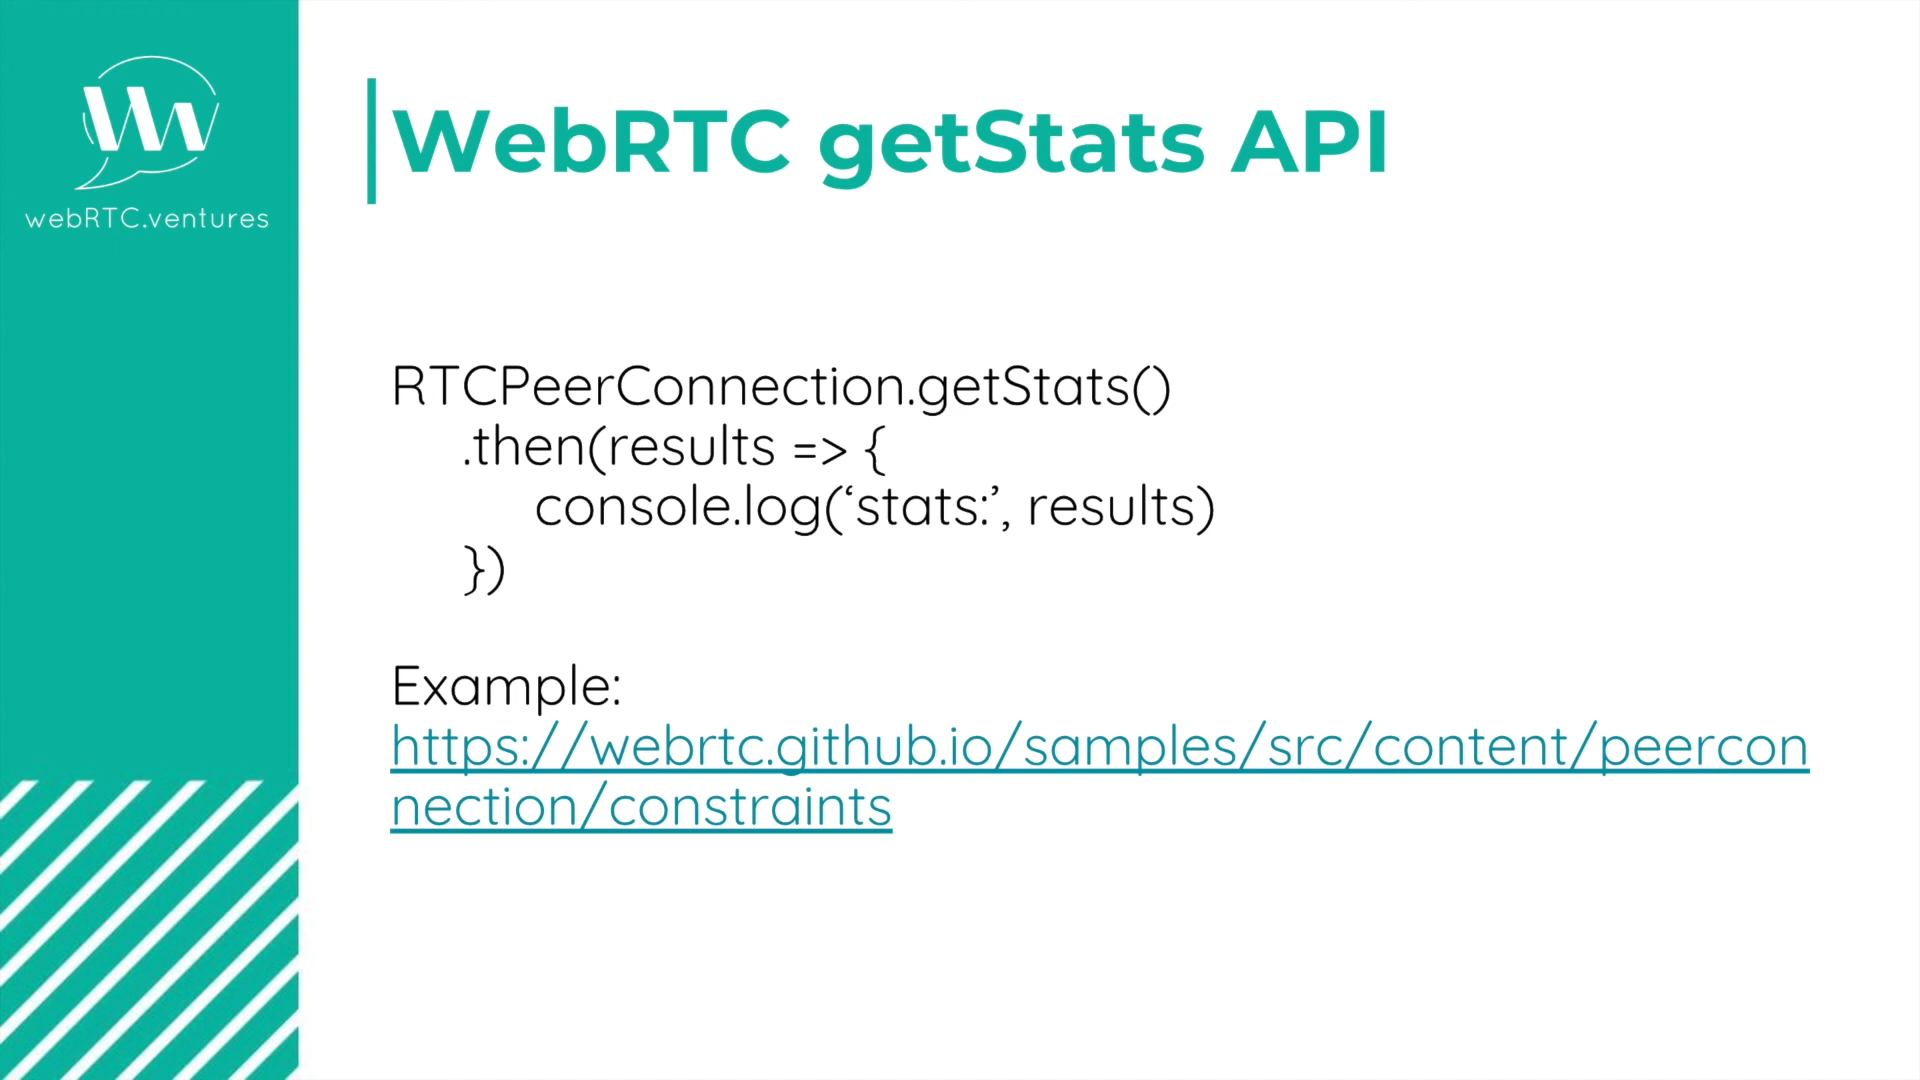 webRTC.ventures
WebRTC getStats API
RTCPeerConnection.getStats()
.then(results => {
console.log(‘stats:’, results)
})
Example:
https://webrtc.github.io/samples/src/content/peercon
nection/constraints